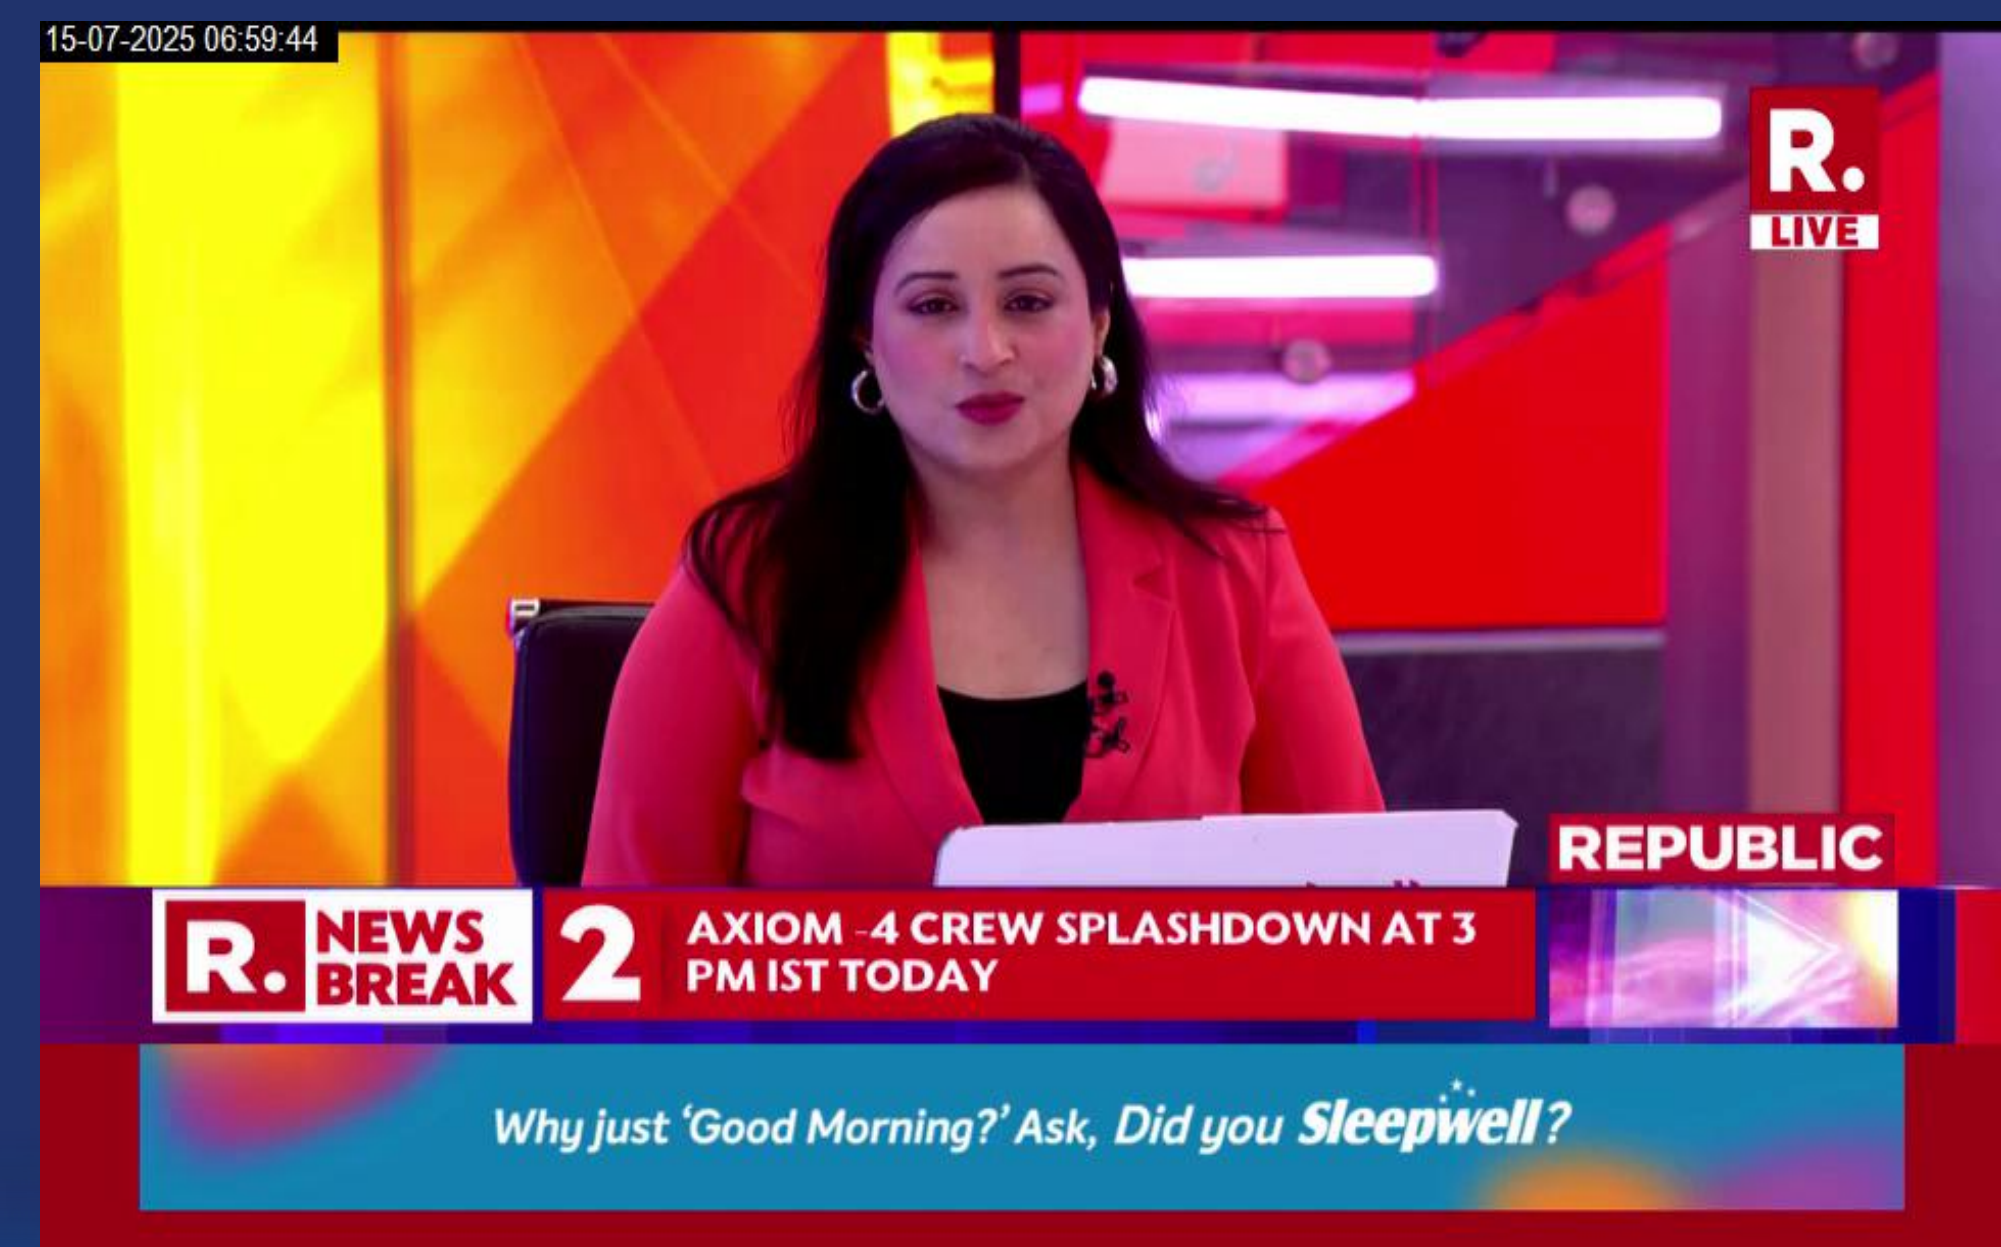 15-07-2025 06:59:44
R.
LIVE
REPUBLIC
R. NEWS
BREAK
2
AXIOM -4 CREW SPLASHDOWN AT 3
PM IST TODAY
Why just ‘Good Morning?’ Ask, Did you Sleepwell?